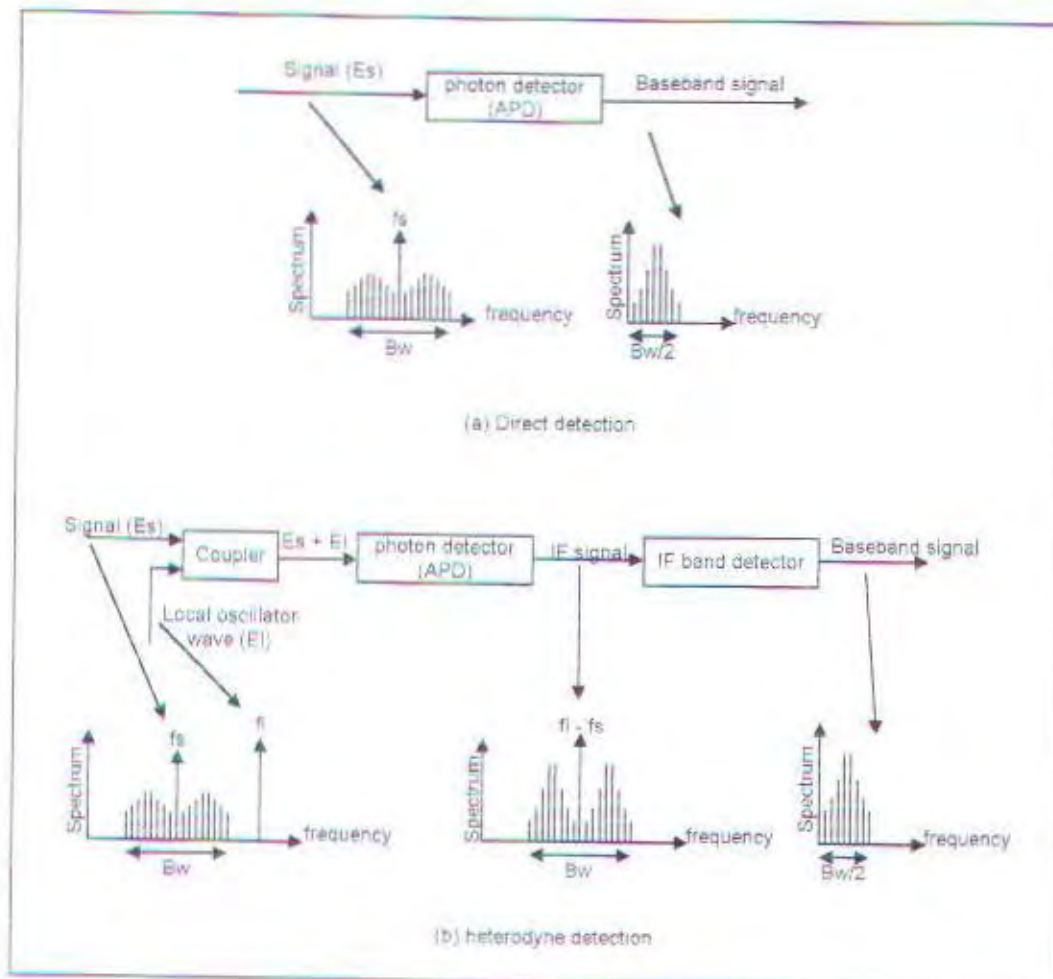 Signal (Es)
photon detector
(APD)
Baseband signal
Spectrum
fs
frequency
Bw
Spectrum
frequency
Bw/2
(a) Direct detection
Signal (Es)
Coupler
Es + El
photon detector
(APD)
IF signal
IF band detector
Baseband signal
Local oscillator
wave (El)
Spectrum
fs
fl
frequency
Bw
Spectrum
fl - fs
frequency
Bw
Spectrum
frequency
Bw/2
(b) heterodyne detection